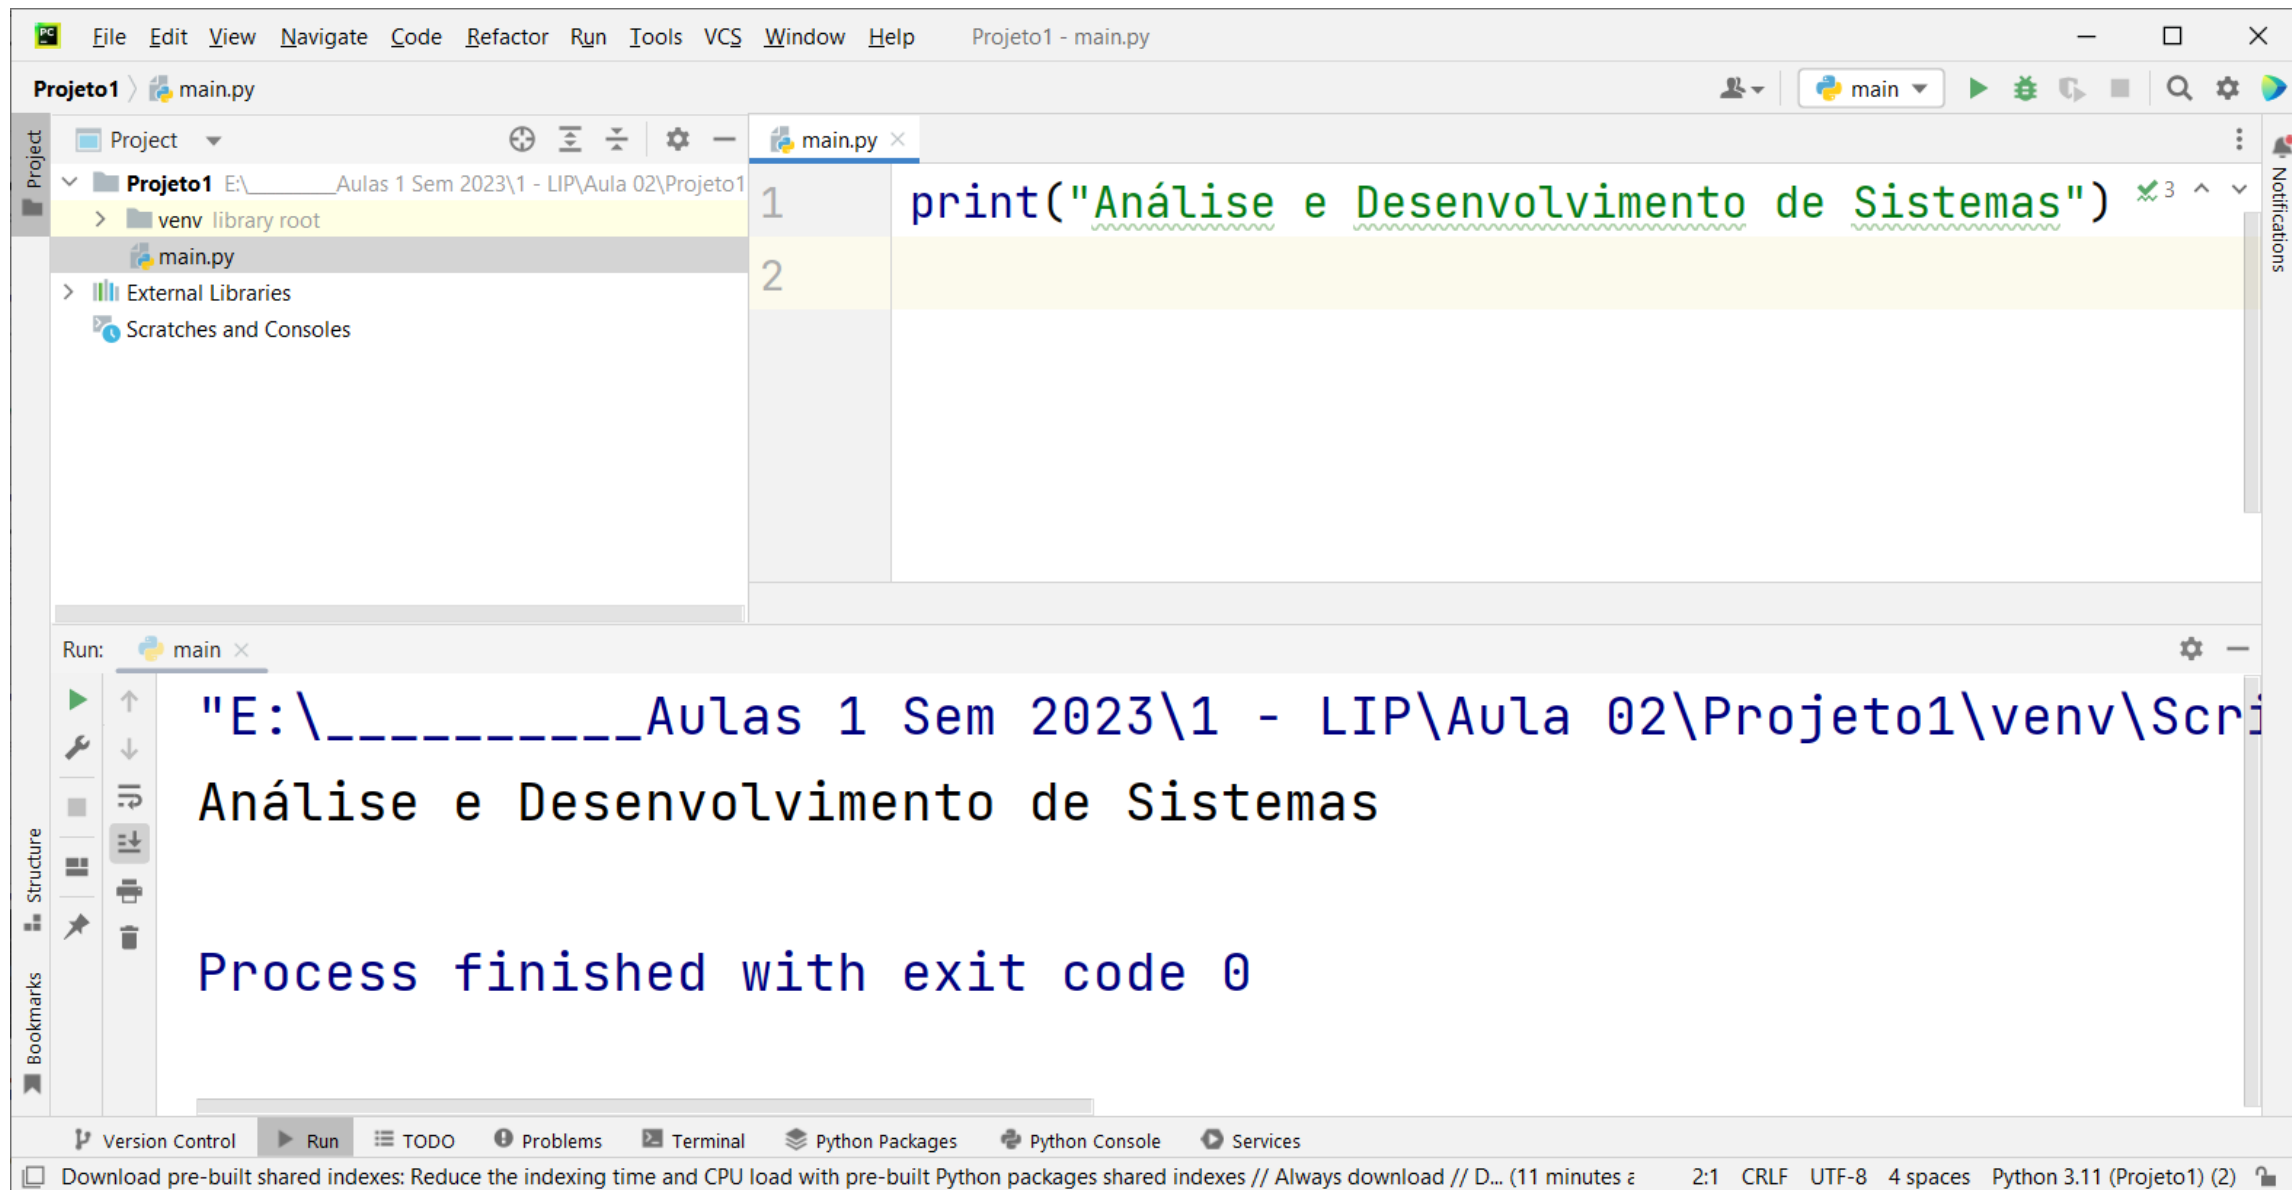 PC File Edit View Navigate Code Refactor Run Tools VCS Window Help Projeto1 - main.py
Projeto1 main.py main
Project
Project
main.py
Projeto1 E:\__________Aulas 1 Sem 2023\1 - LIP\Aula 02\Projeto1
venv library root
main.py
External Libraries
Scratches and Consoles
1 print("Análise e Desenvolvimento de Sistemas") 3
2
Notifications
Run: main
"E:\__________Aulas 1 Sem 2023\1 - LIP\Aula 02\Projeto1\venv\Scri
Análise e Desenvolvimento de Sistemas
Process finished with exit code 0
Structure
Bookmarks
Version Control Run TODO Problems Terminal Python Packages Python Console Services
Download pre-built shared indexes: Reduce the indexing time and CPU load with pre-built Python packages shared indexes // Always download // D... (11 minutes a 2:1 CRLF UTF-8 4 spaces Python 3.11 (Projeto1) (2)